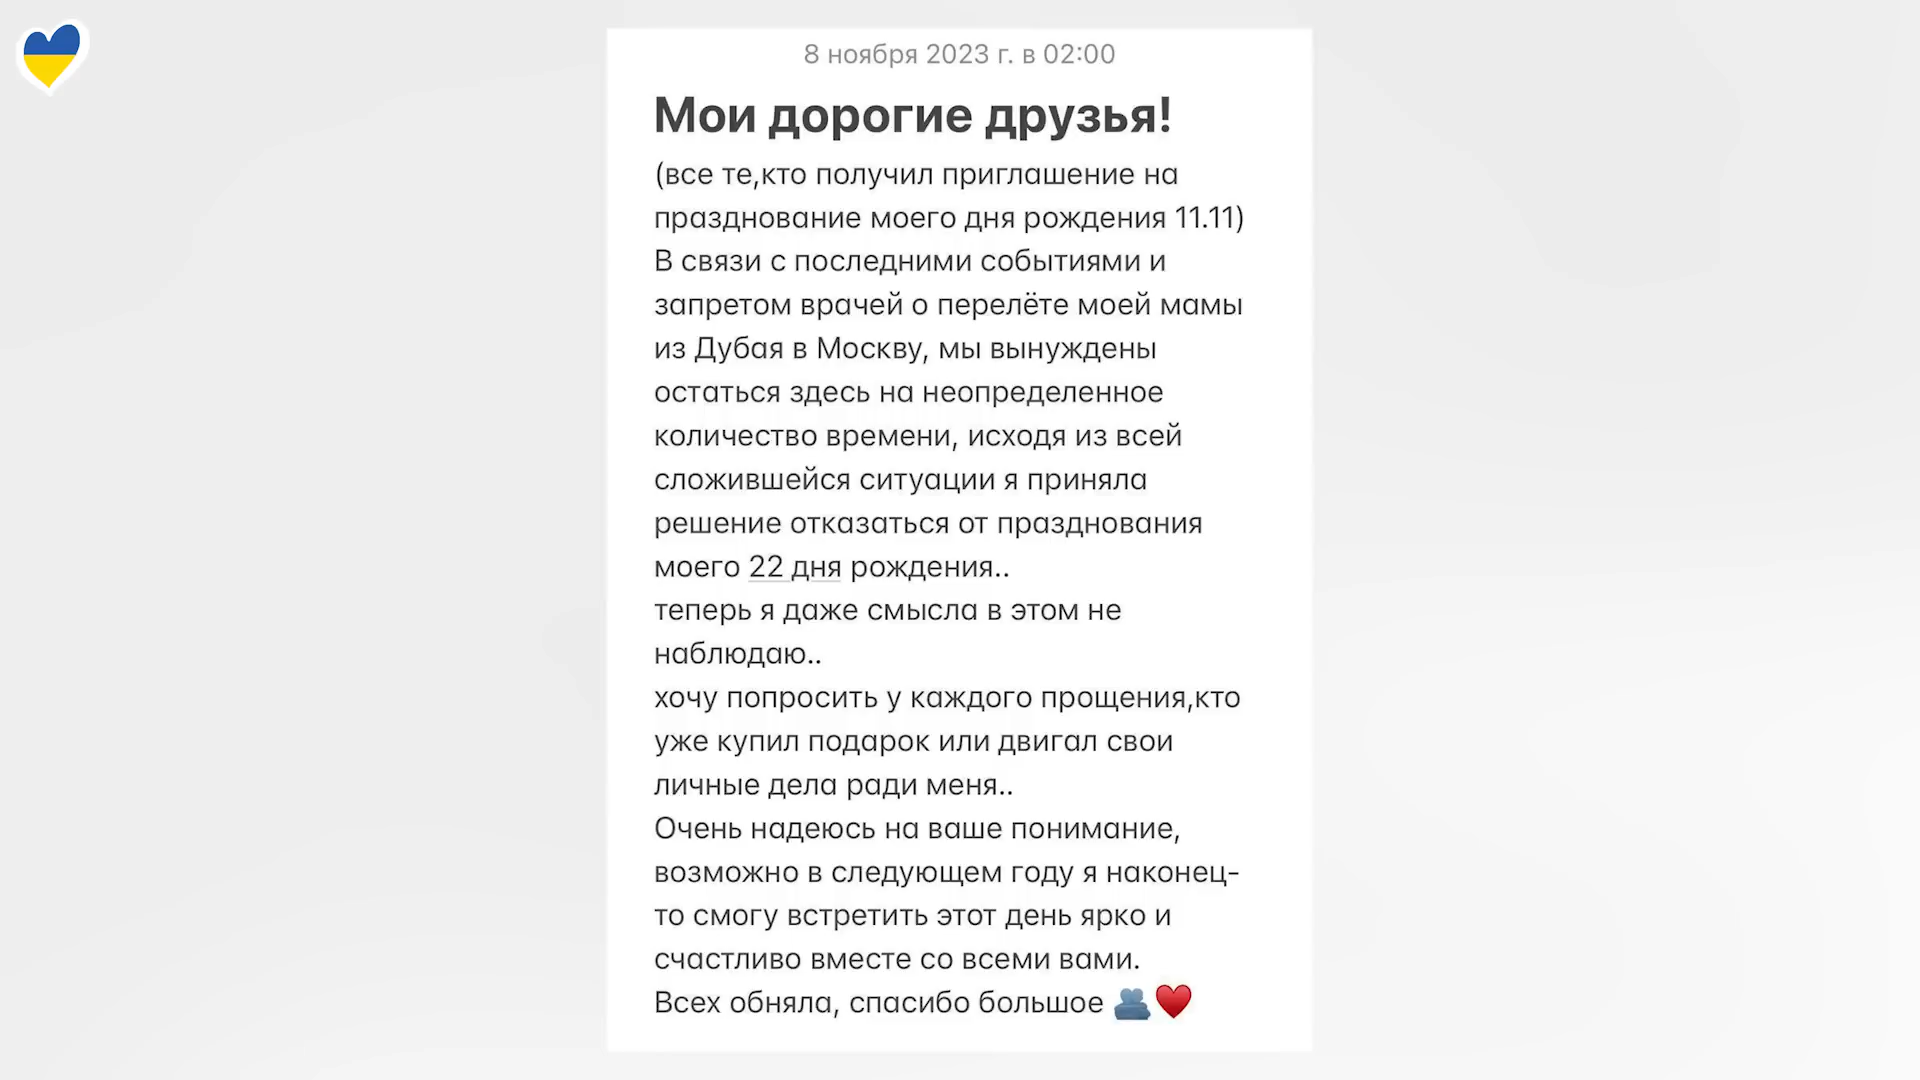 8 ноября 2023 г. в 02:00
Мои дорогие друзья!
(все те,кто получил приглашение на
празднование моего дня рождения 11.11)
В связи с последними событиями и
запретом врачей о перелёте моей мамы
из Дубая в Москву, мы вынуждены
остаться здесь на неопределенное
количество времени, исходя из всей
сложившейся ситуации я приняла
решение отказаться от празднования
моего 22 дня рождения..
теперь я даже смысла в этом не
наблюдаю..
хочу попросить у каждого прощения,кто
уже купил подарок или двигал свои
личные дела ради меня..
Очень надеюсь на ваше понимание,
возможно в следующем году я наконец-
то смогу встретить этот день ярко и
счастливо вместе со всеми вами.
Всех обняла, спасибо большое 🫂♥️